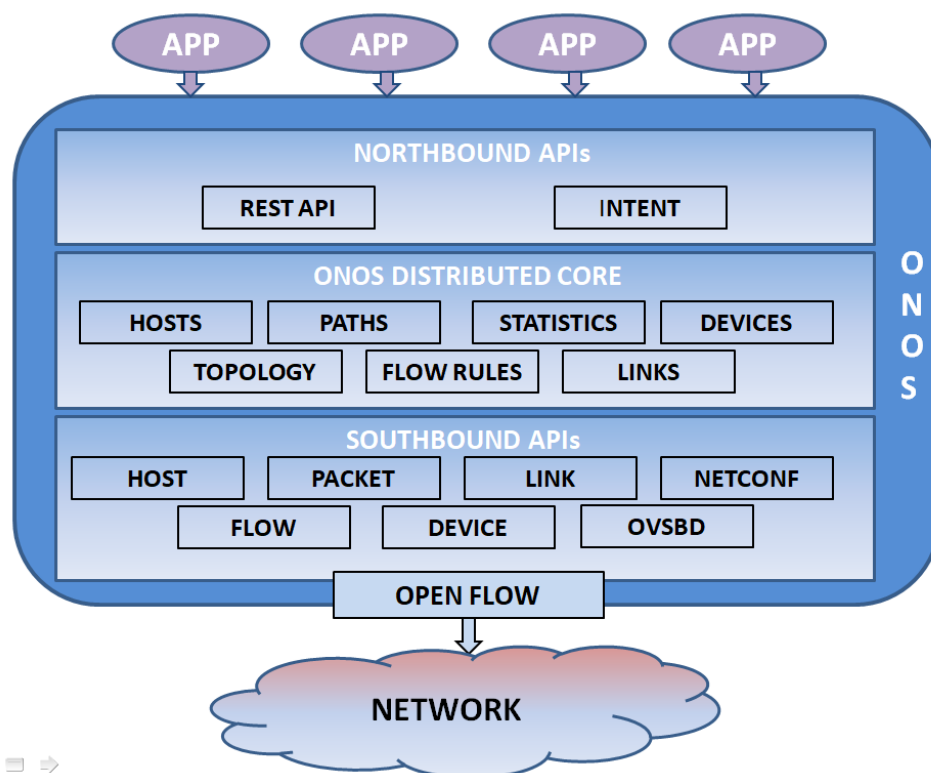 APP APP APP APP
NORTHBOUND APIs
REST API INTENT
ONOS DISTRIBUTED CORE
HOSTS PATHS STATISTICS DEVICES
TOPOLOGY FLOW RULES LINKS
SOUTHBOUND APIs
HOST PACKET LINK NETCONF
FLOW DEVICE OVSBD
OPEN FLOW
NETWORK
O
N
O
S